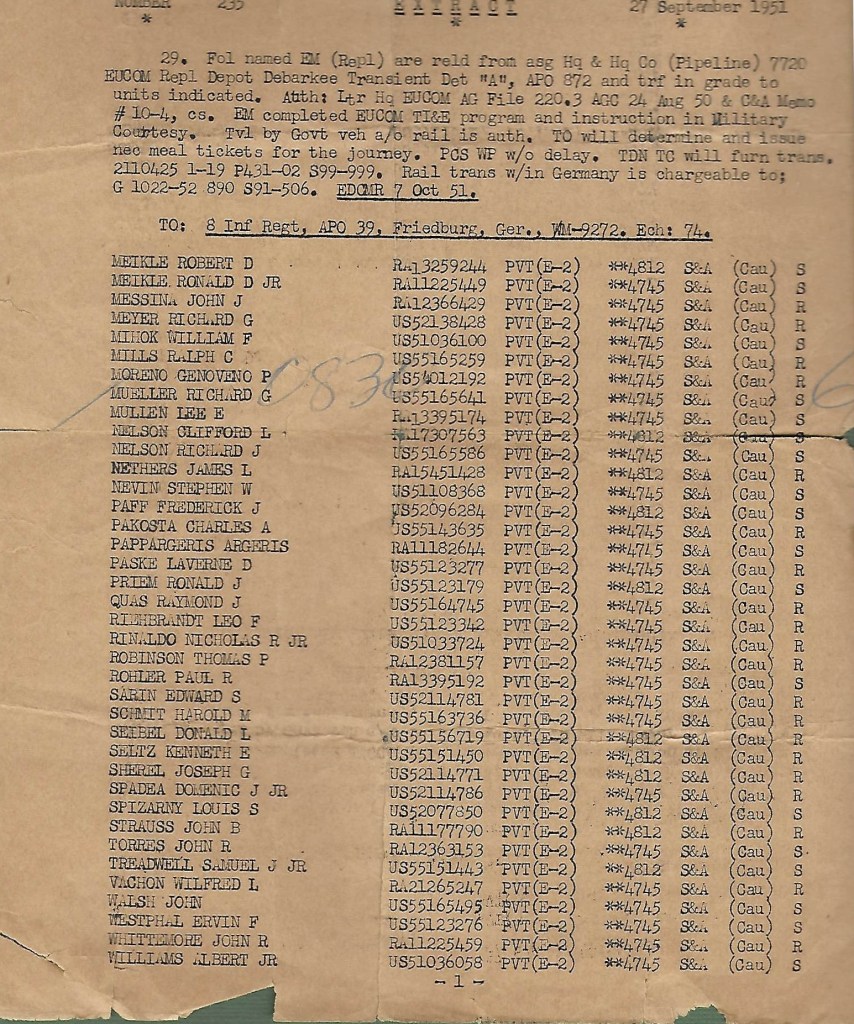 NUMBER 235 EXTRACT 27 September 1951
* * *
29. Fol named EM (Repl) are reld from asg Hq & Hq Co (Pipeline) 7720
EUCOM Repl Depot Debarkee Transient Det "A", APO 872 and trf in grade to
units indicated. Auth: Ltr Hq EUCOM AG File 220.3 AGC 24 Aug 50 & C&A Memo
# 10-4, cs. EM completed EUCOM TI&E program and instruction in Military
Courtesy. Tvl by Govt veh a/o rail is auth. TO will determine and issue
nec meal tickets for the journey. PCS WP w/o delay. TDN TC will furn trans.
2110425 1-19 P431-02 S99-999. Rail trans w/in Germany is chargeable to;
G 1022-52 890 S91-506. EDCMR 7 Oct 51.
TO: 8 Inf Regt, APO 39, Friedburg, Ger., WM-9272. Ech: 74.
MEIKLE ROBERT D RA13259244 PVT(E-2) **4812 S&A (Cau) S
MEIKLE RONALD D JR RA11225449 PVT(E-2) **4745 S&A (Cau) S
MESSINA JOHN J RA12366429 PVT(E-2) **4745 S&A (Cau) R
MEYER RICHARD G US52138428 PVT(E-2) **4745 S&A (Cau) R
MIHOK WILLIAM F US51036100 PVT(E-2) **4745 S&A (Cau) S
MILLS RALPH C US55165259 PVT(E-2) **4745 S&A (Cau) R
MORENO GENOVENO P US54012192 PVT(E-2) **4745 S&A (Cau) R
MUELLER RICHARD G US55165641 PVT(E-2) **4745 S&A (Cau) S
MULLEN LEE E RA13395174 PVT(E-2) **4745 S&A (Cau) S
NELSON CLIFFORD L RA17307563 PVT(E-2) **4812 S&A (Cau) S
NELSON RICHARD J US55165586 PVT(E-2) **4745 S&A (Cau) S
NETHERS JAMES L RA15451428 PVT(E-2) **4812 S&A (Cau) R
NEVIN STEPHEN W US51108368 PVT(E-2) **4745 S&A (Cau) S
PAFF FREDERICK J US52096284 PVT(E-2) **4812 S&A (Cau) S
PAKOSTA CHARLES A US55143635 PVT(E-2) **4745 S&A (Cau) R
PAPPARGERIS ARGERIS RA11182644 PVT(E-2) **4745 S&A (Cau) S
PASKE LAVERNE D US55123277 PVT(E-2) **4745 S&A (Cau) R
PRIEM RONALD J US55123179 PVT(E-2) **4812 S&A (Cau) S
QUAS RAYMOND J US55164745 PVT(E-2) **4745 S&A (Cau) R
RIEHBRANDT LEO F US55123342 PVT(E-2) **4745 S&A (Cau) R
RINALDO NICHOLAS R JR US51033724 PVT(E-2) **4745 S&A (Cau) R
ROBINSON THOMAS P RA12381157 PVT(E-2) **4745 S&A (Cau) R
ROHLER PAUL R RA13395192 PVT(E-2) **4745 S&A (Cau) S
SARIN EDWARD S US52114781 PVT(E-2) **4745 S&A (Cau) R
SCHMIT HAROLD M US55163736 PVT(E-2) **4745 S&A (Cau) R
SEIBEL DONALD L US55156719 PVT(E-2) **4812 S&A (Cau) R
SELTZ KENNETH E US55151450 PVT(E-2) **4812 S&A (Cau) R
SHEREL JOSEPH G US52114771 PVT(E-2) **4812 S&A (Cau) R
SPADEA DOMENIC J JR US52114786 PVT(E-2) **4745 S&A (Cau) R
SPIZARNY LOUIS S US52077850 PVT(E-2) **4812 S&A (Cau) S
STRAUSS JOHN B RA11177790 PVT(E-2) **4812 S&A (Cau) R
TORRES JOHN R RA12363153 PVT(E-2) **4745 S&A (Cau) S
TREADWELL SAMUEL J JR US55151443 PVT(E-2) **4812 S&A (Cau) S
VACHON WILFRED L RA21265247 PVT(E-2) **4745 S&A (Cau) R
WALSH JOHN US55165495 PVT(E-2) **4745 S&A (Cau) S
WESTPHAL ERVIN F US55123276 PVT(E-2) **4745 S&A (Cau) S
WHITTEMORE JOHN R RA11225459 PVT(E-2) **4745 S&A (Cau) R
WILLIAMS ALBERT JR US51036058 PVT(E-2) **4745 S&A (Cau) S
- 1 -